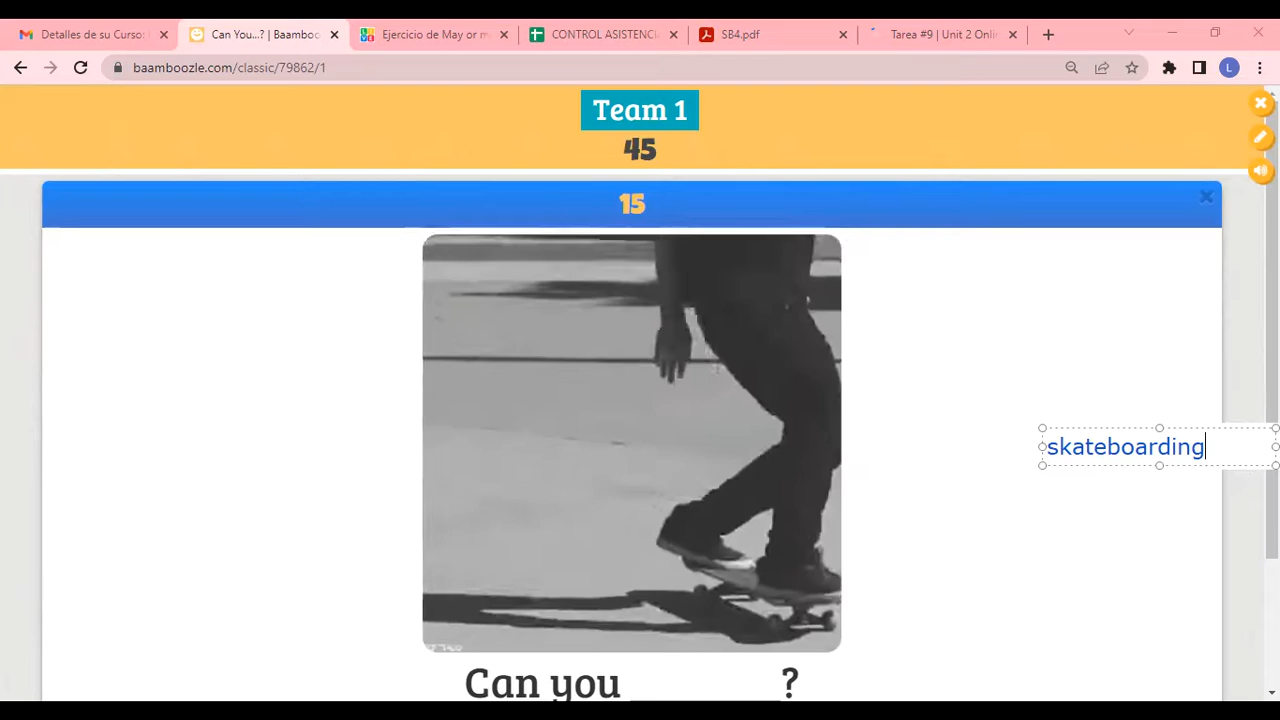 Detalles de su Curso:
Can You...? | Baamboo
Ejercicio de May or m
CONTROL ASISTENCI
SB4.pdf
Tarea #9 | Unit 2 Onlin
baamboozle.com/classic/79862/1
L
Team 1
45
15
skateboarding
Can you _______ ?